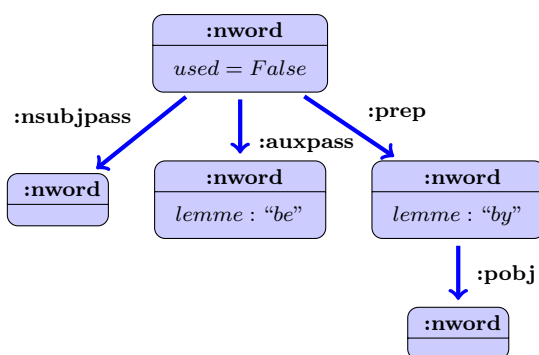 :nword
used = False
:nsubjpass
:prep
:auxpass
:nword
:nword
:nword
lemme : “be”
lemme : “by”
:pobj
:nword